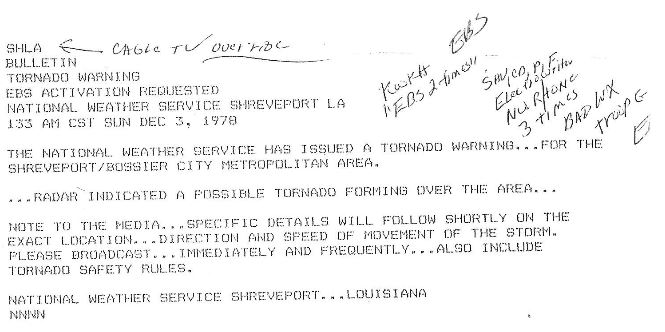 SHLA ← CABLE TV OVERRIDE
BULLETIN
TORNADO WARNING
EBS ACTIVATION REQUESTED
NATIONAL WEATHER SERVICE SHREVEPORT LA
133 AM CST SUN DEC 3, 1978
EBS
KWKH
"EBS 2 times"
3 times
BAD WX
TROOP G
THE NATIONAL WEATHER SERVICE HAS ISSUED A TORNADO WARNING...FOR THE
SHREVEPORT/BOSSIER CITY METROPOLITAN AREA.
...RADAR INDICATED A POSSIBLE TORNADO FORMING OVER THE AREA...
NOTE TO THE MEDIA...SPECIFIC DETAILS WILL FOLLOW SHORTLY ON THE
EXACT LOCATION...DIRECTION AND SPEED OF MOVEMENT OF THE STORM.
PLEASE BROADCAST...IMMEDIATELY AND FREQUENTLY...ALSO INCLUDE
TORNADO SAFETY RULES.
NATIONAL WEATHER SERVICE SHREVEPORT...LOUISIANA
NNNN